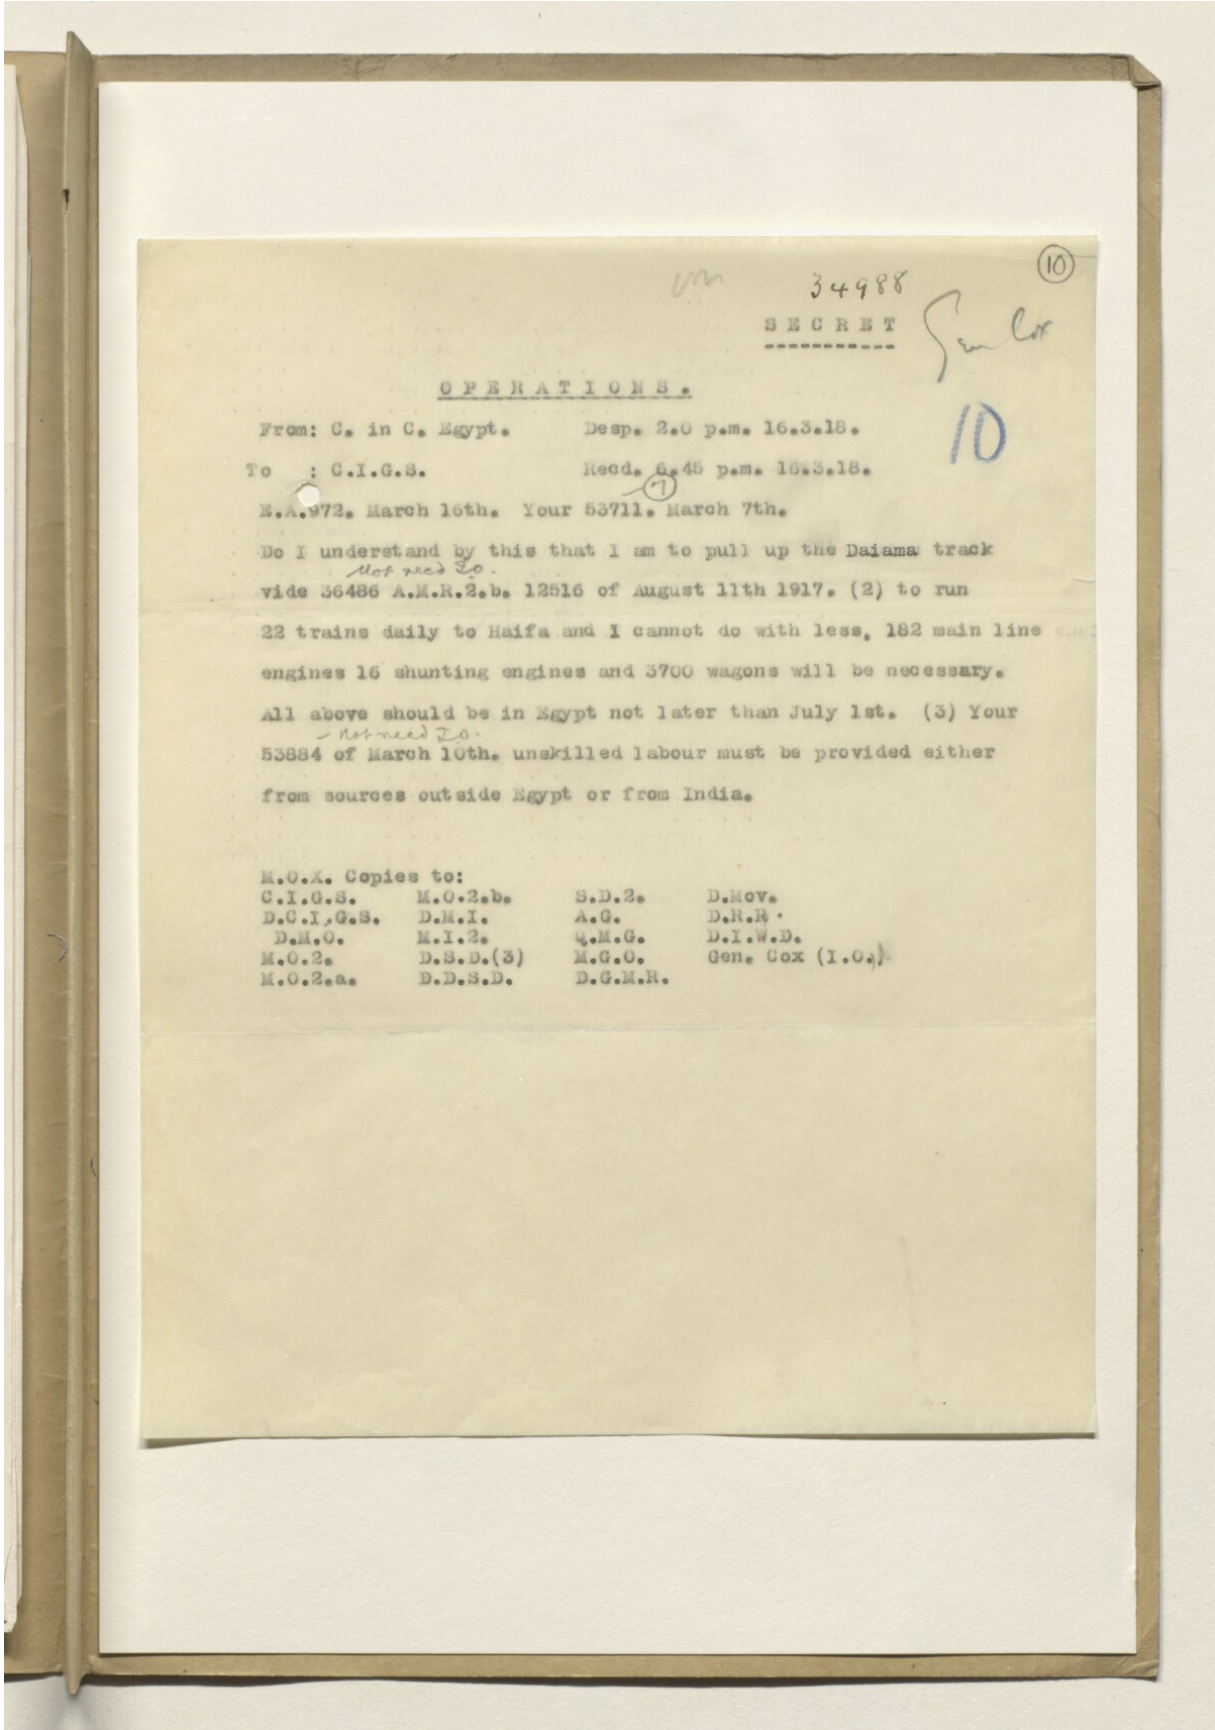 10
34988
SECRET
-----------
Gen Cox
OPERATIONS.
10
From: C. in C. Egypt. Desp. 2.0 p.m. 16.3.18.
To : C.I.G.S. Recd. 6.45 p.m. 16.3.18.
7
E.A.972. March 16th. Your 53711. March 7th.
Do I understand by this that I am to pull up the Daiama track
Not recd I.O.
vide 36486 A.M.R.2.b. 12516 of August 11th 1917. (2) to run
22 trains daily to Haifa and I cannot do with less, 182 main line
engines 16 shunting engines and 3700 wagons will be necessary.
All above should be in Egypt not later than July 1st. (3) Your
- Not recd I.O.
53884 of March 10th. unskilled labour must be provided either
from sources outside Egypt or from India.
M.O.X. Copies to:
C.I.G.S. M.O.2.b. S.D.2. D.Mov.
D.C.I.G.S. D.M.I. A.G. D.R.R.
D.M.O. M.I.2. Q.M.G. D.I.W.D.
M.O.2. D.S.D.(3) M.G.O. Gen. Cox (I.O.)
M.O.2.a. D.D.S.D. D.G.M.R.